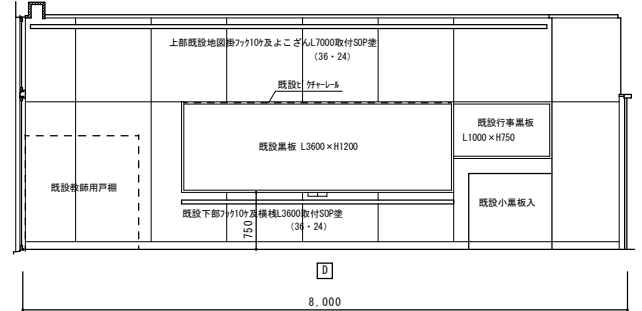 上部既設地図掛フック10ケ及よこざんL7000取付SOP塗
(36・24)
既設ピクチャーレール
既設行事黒板
L1000×H750
既設黒板 L3600×H1200
既設教師用戸棚
既設小黒板入
既設下部フック10ケ及横桟L3600取付SOP塗
(36・24)
750
D
8,000